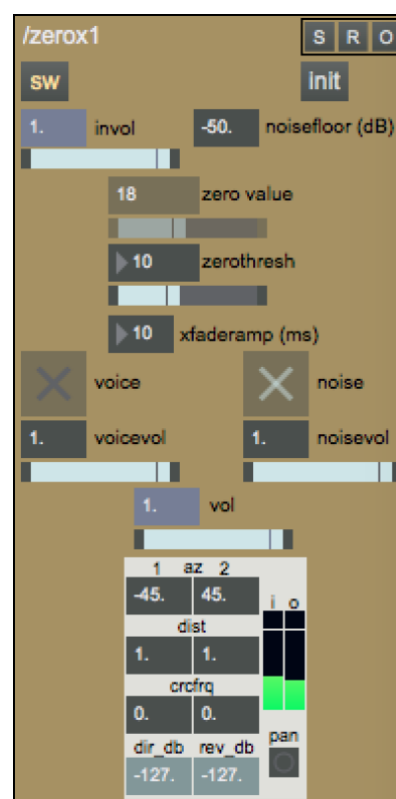 /zerox1 S R O
sw init
1. invol -50. noisefloor (dB)
18 zero value
10 zerothresh
10 xfaderamp (ms)
voice noise
1. voicevol 1. noisevol
1. vol
1 az 2
-45. 45. i o
dist
1. 1.
crcfrq
0. 0.
dir_db rev_db pan
-127. -127.